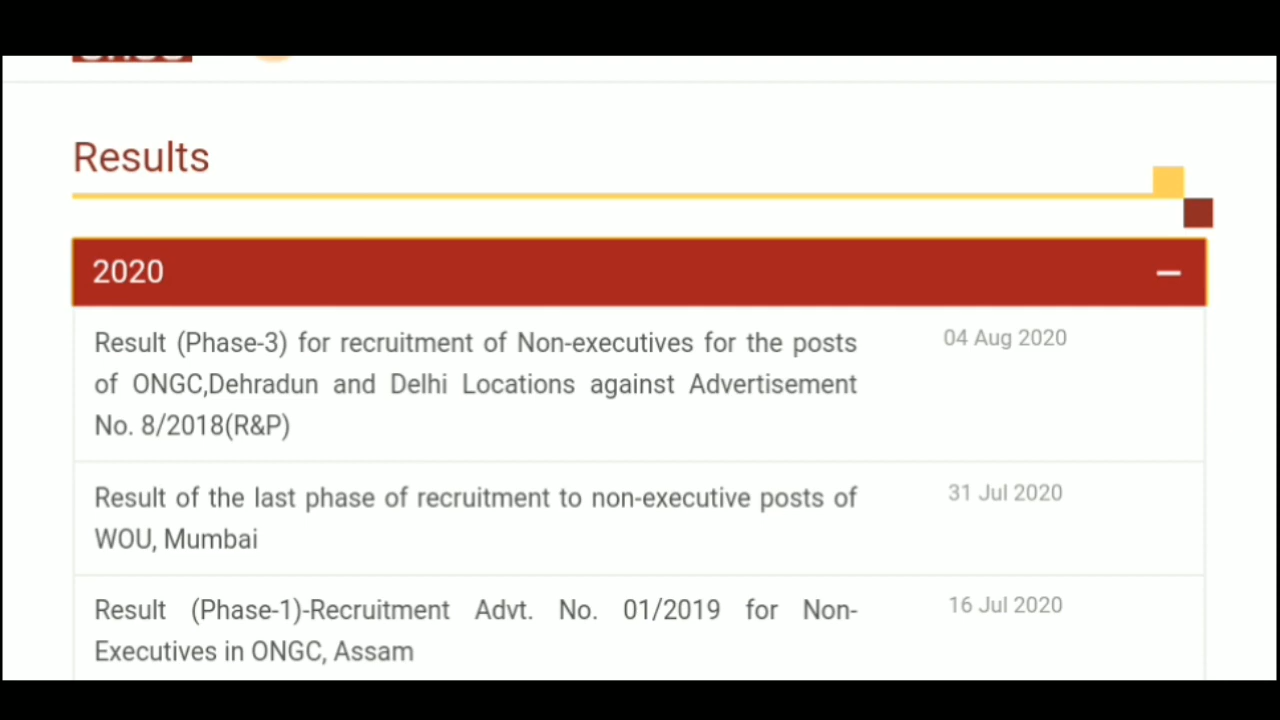 Results
2020
Result (Phase-3) for recruitment of Non-executives for the posts
of ONGC,Dehradun and Delhi Locations against Advertisement
No. 8/2018(R&P)
04 Aug 2020
Result of the last phase of recruitment to non-executive posts of
WOU, Mumbai
31 Jul 2020
Result (Phase-1)-Recruitment Advt. No. 01/2019 for Non-
Executives in ONGC, Assam
16 Jul 2020